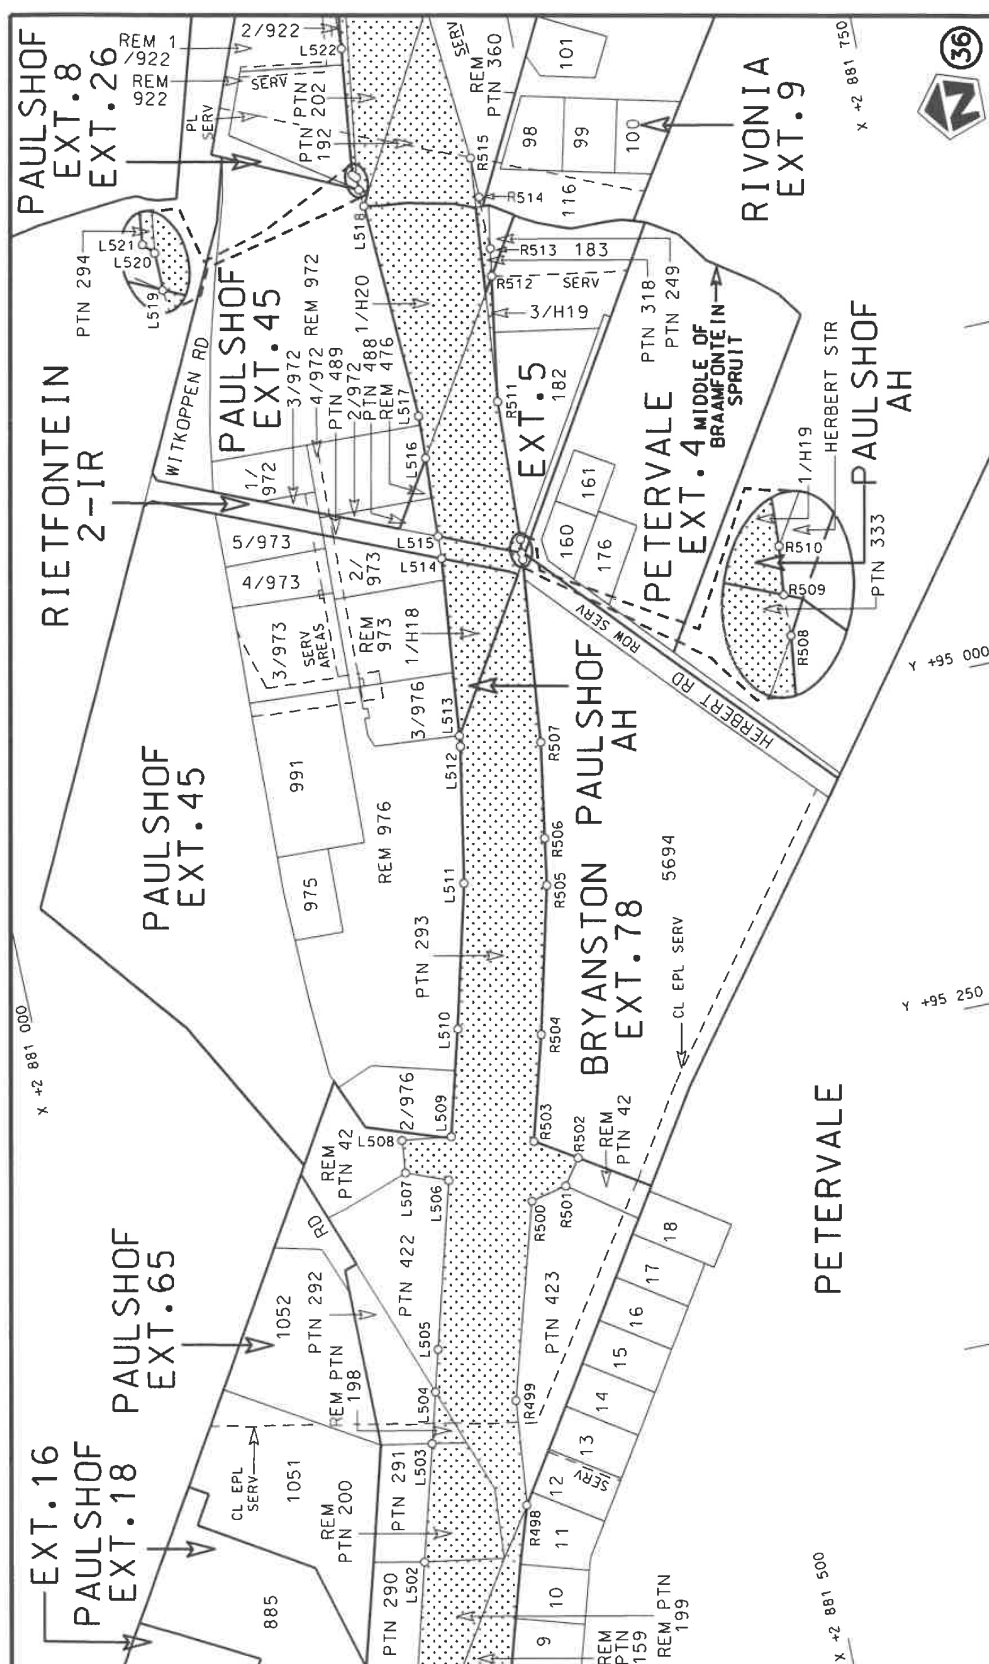 PAULSHOF
EXT.8
EXT.26
REM 1
/922
REM
922
2/922
L522
PL
SERV
SERV
PTN 202
PTN
192
SERV
REM
PTN 360
101
98
99
100
RIVONIA
EXT.9
X +2 881 750
36
N
R515
R514
116
L518
L521
L520
L519
PTN 294
R513
183
R512
SERV
3/H19
PTN 318
PTN 249
MIDDLE OF
BRAAMFONTEIN
SPRUIT
PAULSHOF
EXT.45
WITKOPPEN RD
REM 972
1/H20
3/972
4/972
PTN 489
2/972
PTN 488
REM 476
L517
L516
R511
EXT.5
182
RIETFONTEIN
2-IR
1/
972
5/973
4/973
3/973
SERV
AREAS
2/
973
REM
973
1/H18
L515
L514
160
161
176
PETERVALE
EXT.4
1/H19
HERBERT STR
PAULSHOF
AH
R510
R509
R508
PTN 333
Y +95 000
ROW SERV
HERBERT RD
3/976
L513
L512
PAULSHOF
AH
R507
PAULSHOF
EXT.45
991
975
REM 976
L511
R506
R505
5694
PTN 293
BRYANSTON
EXT.78
CL EPL SERV
Y +95 250
L510
R504
X +2 881 000
2/976
L509
L508
REM
PTN 42
L507
L506
R503
R502
R501
R500
REM
PTN 42
RD
PTN 422
PTN 423
18
17
16
15
14
13
12
11
10
9
SERV
PETERVALE
PAULSHOF
EXT.65
1052
PTN 292
L505
L504
REM PTN
198
L503
R499
R498
EXT.16
PAULSHOF
EXT.18
CL EPL
SERV
1051
REM
PTN 200
PTN 291
L502
885
PTN 290
REM
PTN
159
REM PTN
199
X +2 881 500